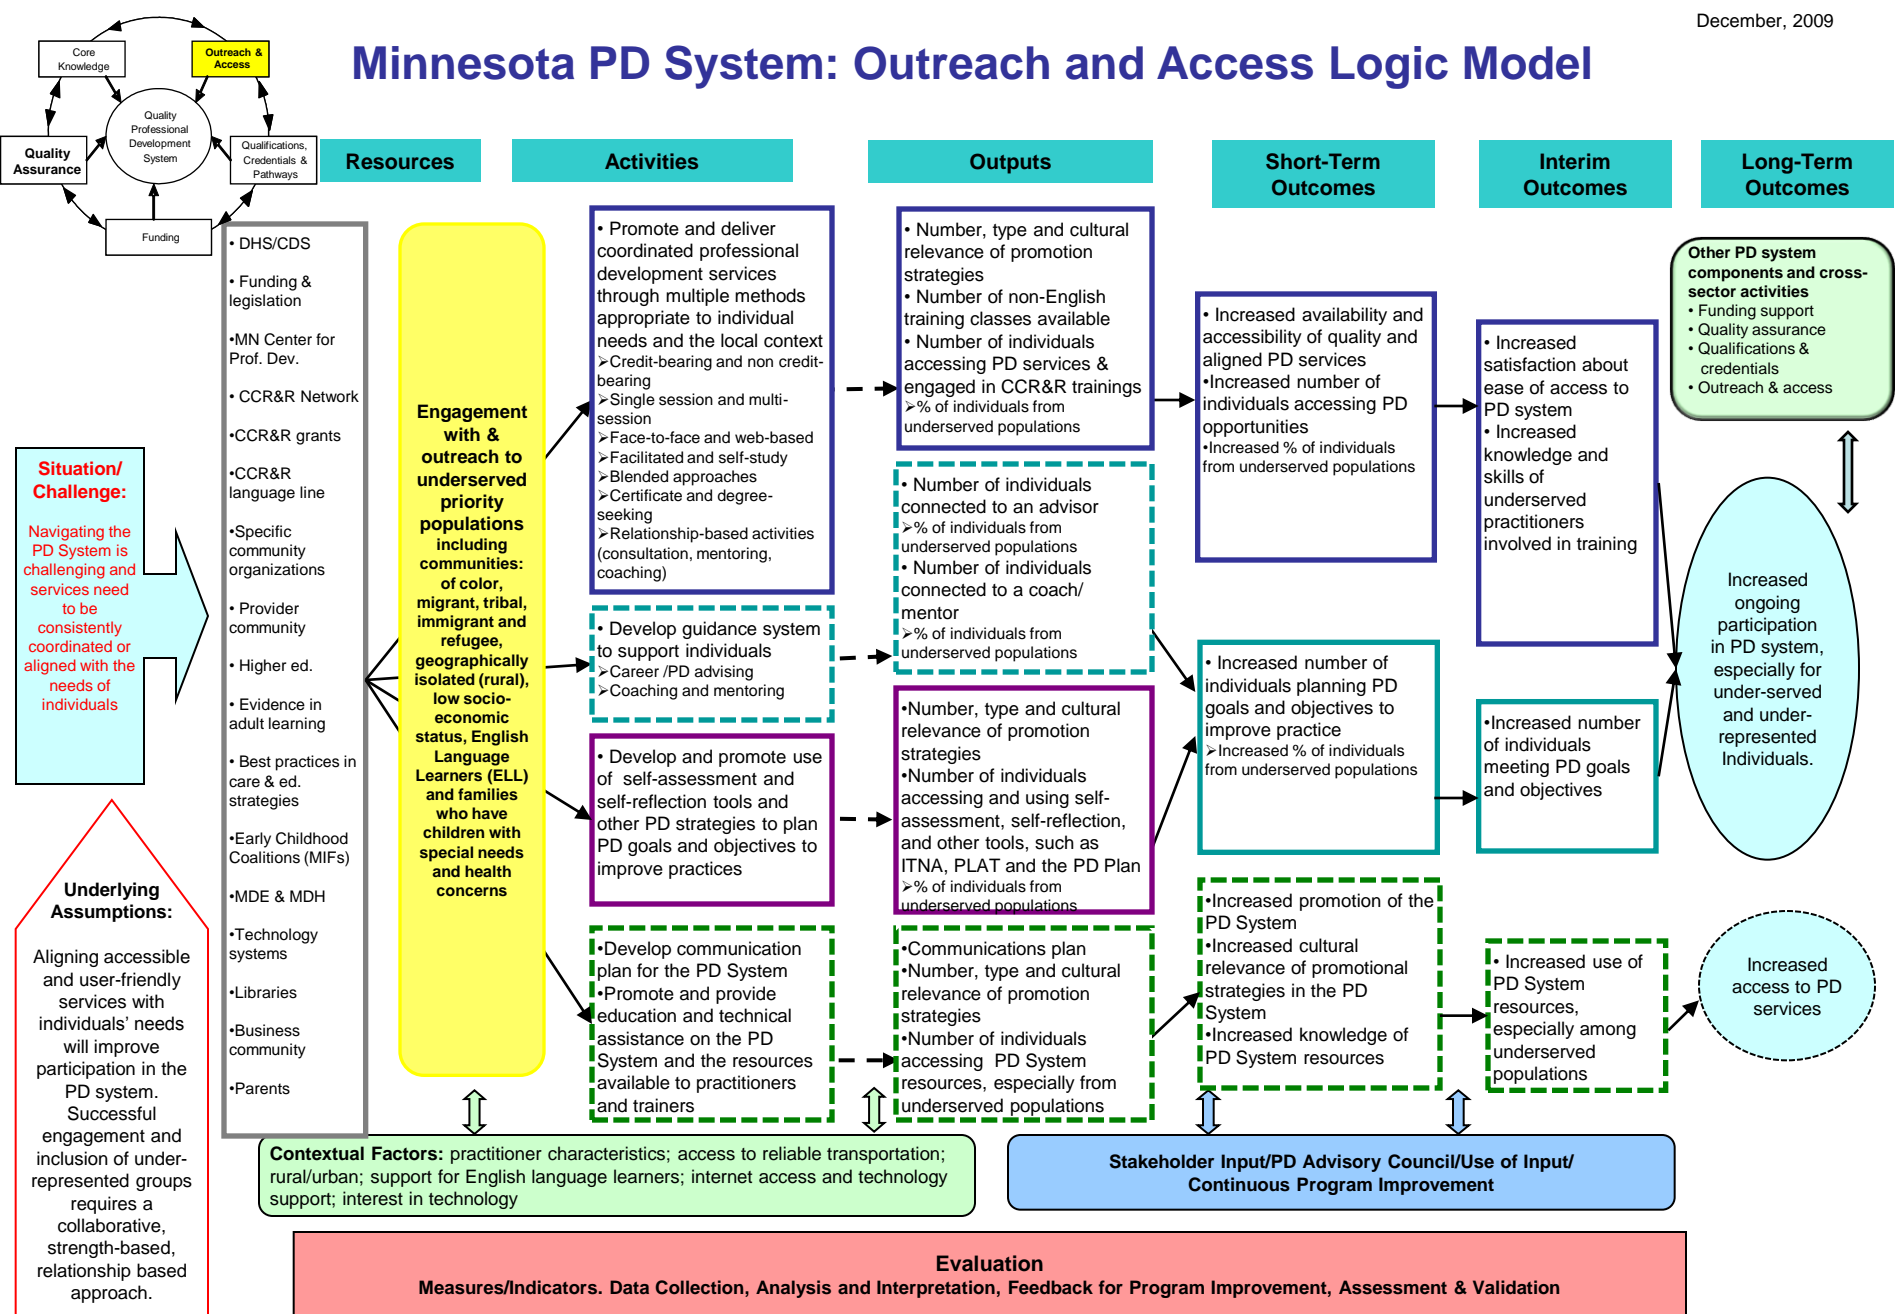 December, 2009
Minnesota PD System: Outreach and Access Logic Model
Core
Knowledge
Outreach &
Access
Quality
Professional
Development
System
Quality
Assurance
Qualifications,
Credentials &
Pathways
Funding
Resources
Activities
Outputs
Short-Term
Outcomes
Interim
Outcomes
Long-Term
Outcomes
Situation/
Challenge:
Navigating the
PD System is
challenging and
services need
to be
consistently
coordinated or
aligned with the
needs of
individuals
Underlying
Assumptions:
Aligning accessible
and user-friendly
services with
individuals' needs
will improve
participation in the
PD system.
Successful
engagement and
inclusion of under-
represented groups
requires a
collaborative,
strength-based,
relationship based
approach.
• DHS/CDS
• Funding &
legislation
•MN Center for
Prof. Dev.
• CCR&R Network
•CCR&R grants
•CCR&R
language line
•Specific
community
organizations
• Provider
community
• Higher ed.
• Evidence in
adult learning
• Best practices in
care & ed.
strategies
•Early Childhood
Coalitions (MIFs)
•MDE & MDH
•Technology
systems
•Libraries
•Business
community
•Parents
Engagement
with &
outreach to
underserved
priority
populations
including
communities:
of color,
migrant, tribal,
immigrant and
refugee,
geographically
isolated (rural),
low socio-
economic
status, English
Language
Learners (ELL)
and families
who have
children with
special needs
and health
concerns
• Promote and deliver
coordinated professional
development services
through multiple methods
appropriate to individual
needs and the local context
➢Credit-bearing and non credit-
bearing
➢Single session and multi-
session
➢Face-to-face and web-based
➢Facilitated and self-study
➢Blended approaches
➢Certificate and degree-
seeking
➢Relationship-based activities
(consultation, mentoring,
coaching)
• Develop guidance system
to support individuals
➢Career /PD advising
➢Coaching and mentoring
• Develop and promote use
of self-assessment and
self-reflection tools and
other PD strategies to plan
PD goals and objectives to
improve practices
•Develop communication
plan for the PD System
•Promote and provide
education and technical
assistance on the PD
System and the resources
available to practitioners
and trainers
• Number, type and cultural
relevance of promotion
strategies
• Number of non-English
training classes available
• Number of individuals
accessing PD services &
engaged in CCR&R trainings
➢% of individuals from
underserved populations
• Number of individuals
connected to an advisor
➢% of individuals from
underserved populations
• Number of individuals
connected to a coach/
mentor
➢% of individuals from
underserved populations
•Number, type and cultural
relevance of promotion
strategies
•Number of individuals
accessing and using self-
assessment, self-reflection,
and other tools, such as
ITNA, PLAT and the PD Plan
➢% of individuals from
underserved populations
•Communications plan
•Number, type and cultural
relevance of promotion
strategies
•Number of individuals
accessing PD System
resources, especially from
underserved populations
• Increased availability and
accessibility of quality and
aligned PD services
•Increased number of
individuals accessing PD
opportunities
•Increased % of individuals
from underserved populations
• Increased number of
individuals planning PD
goals and objectives to
improve practice
➢Increased % of individuals
from underserved populations
•Increased promotion of the
PD System
•Increased cultural
relevance of promotional
strategies in the PD
System
•Increased knowledge of
PD System resources
• Increased
satisfaction about
ease of access to
PD system
• Increased
knowledge and
skills of
underserved
practitioners
involved in training
•Increased number
of individuals
meeting PD goals
and objectives
• Increased use of
PD System
resources,
especially among
underserved
populations
Other PD system
components and cross-
sector activities
• Funding support
• Quality assurance
• Qualifications &
credentials
• Outreach & access
Increased
ongoing
participation
in PD system,
especially for
under-served
and under-
represented
Individuals.
Increased
access to PD
services
Contextual Factors: practitioner characteristics; access to reliable transportation;
rural/urban; support for English language learners; internet access and technology
support; interest in technology
Stakeholder Input/PD Advisory Council/Use of Input/
Continuous Program Improvement
Evaluation
Measures/Indicators. Data Collection, Analysis and Interpretation, Feedback for Program Improvement, Assessment & Validation